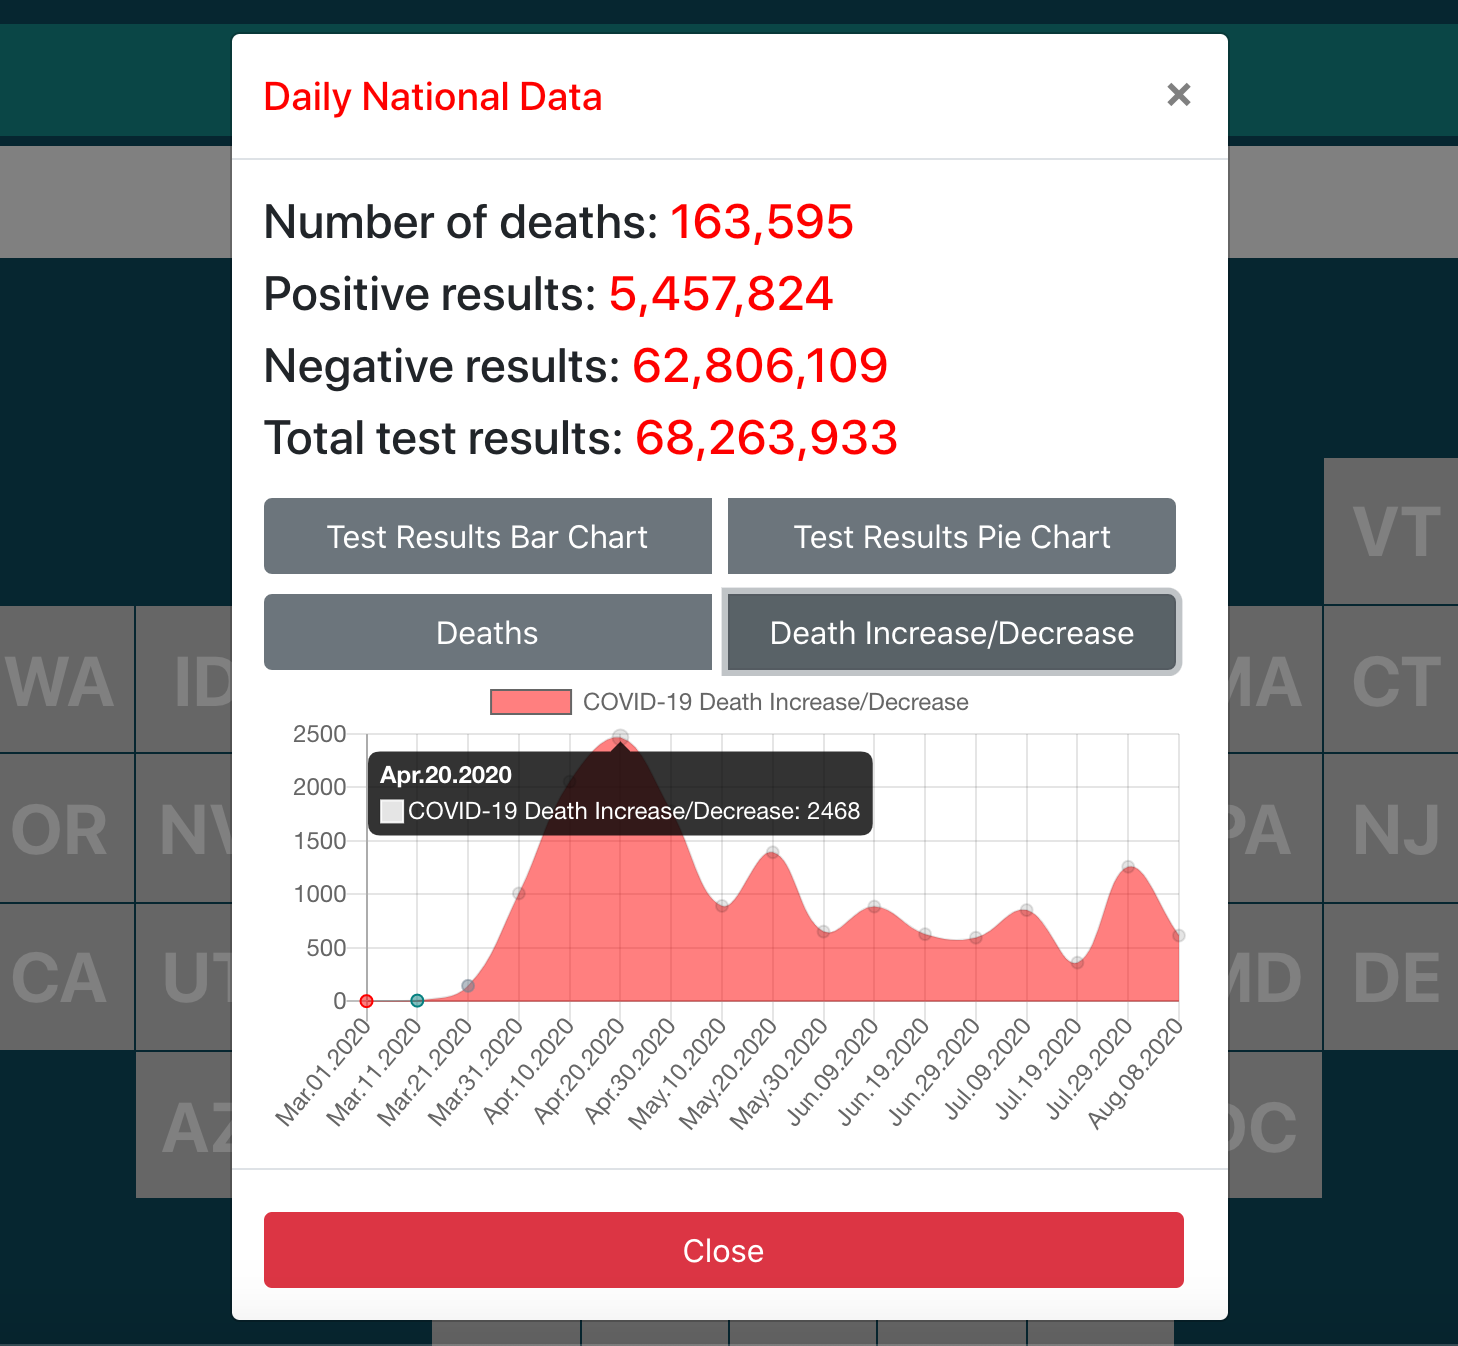 Daily National Data ×
Number of deaths: 163,595
Positive results: 5,457,824
Negative results: 62,806,109
Total test results: 68,263,933
Test Results Bar Chart
Test Results Pie Chart
Deaths
Death Increase/Decrease
COVID-19 Death Increase/Decrease
2500
2000
1500
1000
500
0
Apr.20.2020
COVID-19 Death Increase/Decrease: 2468
Mar.01.2020
Mar.11.2020
Mar.21.2020
Mar.31.2020
Apr.10.2020
Apr.20.2020
Apr.30.2020
May.10.2020
May.20.2020
May.30.2020
Jun.09.2020
Jun.19.2020
Jun.29.2020
Jul.09.2020
Jul.19.2020
Jul.29.2020
Aug.08.2020
Close
VT
WA ID
MA CT
OR NV
PA NJ
CA UT
MD DE
AZ
DC